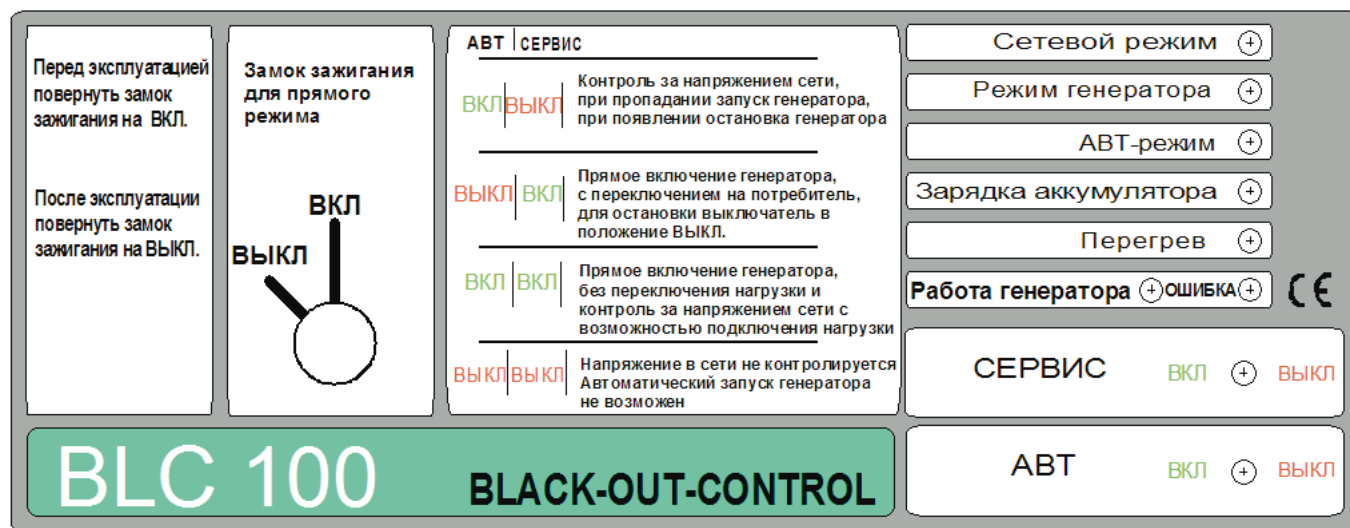 Перед эксплуатацией
повернуть замок
зажигания на ВКЛ.
После эксплуатации
повернуть замок
зажигания на ВЫКЛ.
Замок зажигания
для прямого
режима
ВКЛ
ВЫКЛ
АВТ СЕРВИС
ВКЛ ВЫКЛ
Контроль за напряжением сети,
при пропадании запуск генератора,
при появлении остановка генератора
ВЫКЛ ВКЛ
Прямое включение генератора,
с переключением на потребитель,
для остановки выключатель в
положение ВЫКЛ.
ВКЛ ВКЛ
Прямое включение генератора,
без переключения нагрузки и
контроль за напряжением сети с
возможностью подключения нагрузки
ВЫКЛ ВЫКЛ
Напряжение в сети не контролируется
Автоматический запуск генератора
не возможен
Сетевой режим
Режим генератора
АВТ-режим
Зарядка аккумулятора
Перегрев
Работа генератора ОШИБКА
CE
СЕРВИС ВКЛ ВЫКЛ
АВТ ВКЛ ВЫКЛ
BLC 100 BLACK-OUT-CONTROL